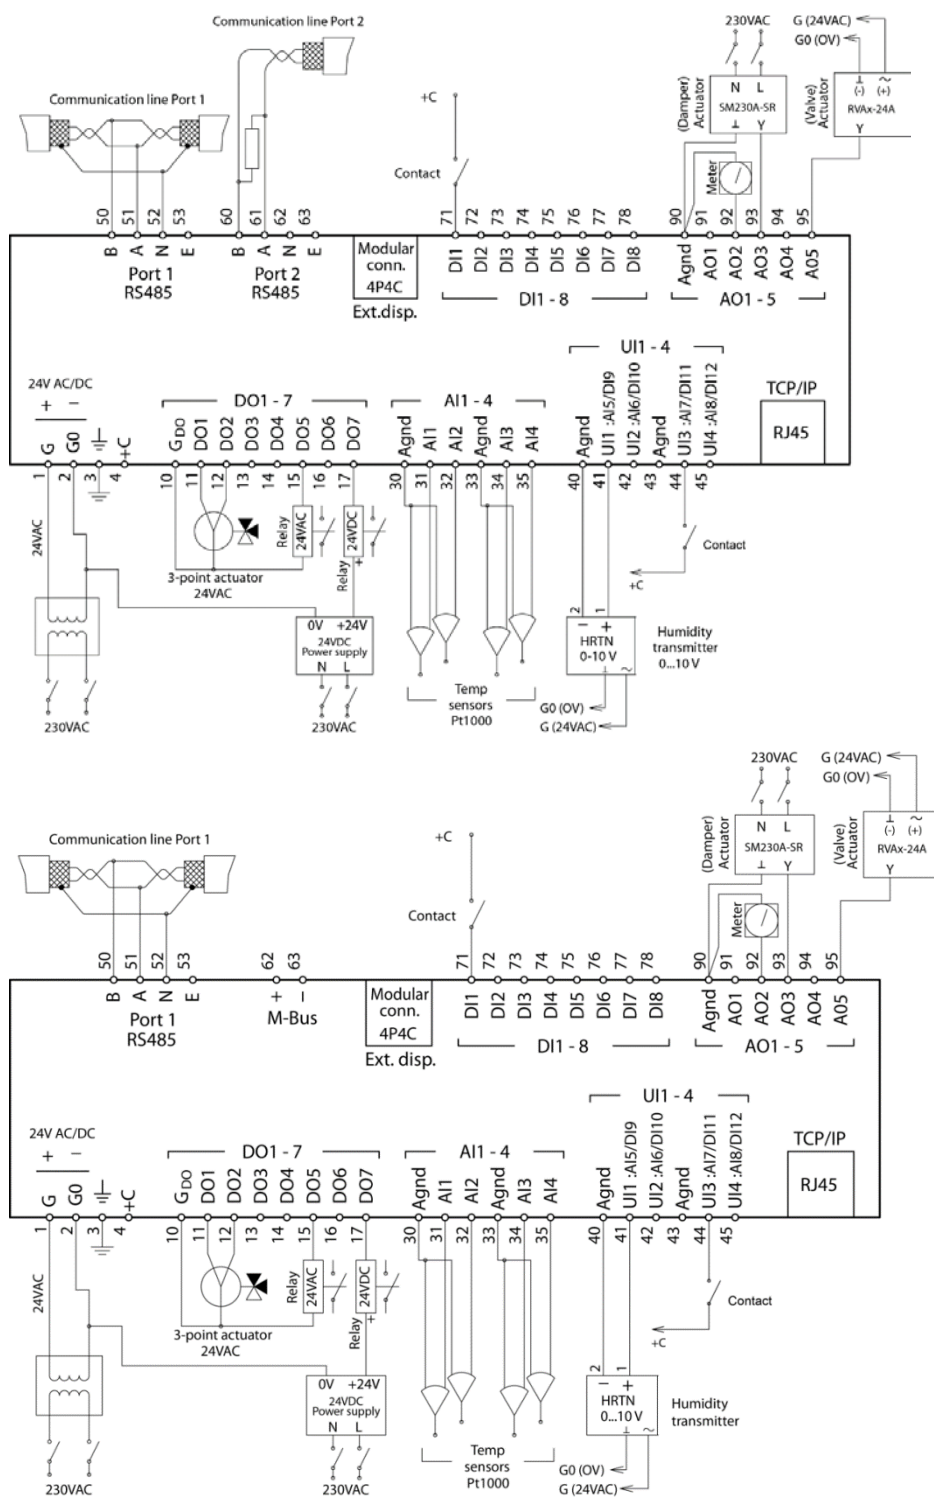 Communication line Port 2
230VAC
G (24VAC)
G0 (OV)
Communication line Port 1
+C
(Damper)
Actuator
N L
SM230A-SR
⊥ Y
(Valve)
Actuator
⊥ ~
(-) (+)
RVAx-24A
Y
Contact
Meter
50 51 52 53 60 61 62 63 71 72 73 74 75 76 77 78 90 91 92 93 94 95
B A N E B A N E
Port 1
RS485
Port 2
RS485
Modular
conn.
4P4C
Ext.disp.
DI1 DI2 DI3 DI4 DI5 DI6 DI7 DI8
DI1 - 8
Agnd AO1 AO2 AO3 AO4 A05
AO1 - 5
UI1 - 4
24V AC/DC
+ −
G G0 +C
DO1 - 7
GDO DO1 DO2 DO3 DO4 DO5 DO6 DO7
AI1 - 4
Agnd AI1 AI2 Agnd AI3 AI4
Agnd UI1 :AI5/DI9 UI2 :AI6/DI10 Agnd UI3 :AI7/DI11 UI4 :AI8/DI12
TCP/IP
RJ45
1 2 3 4 10 11 12 13 14 15 16 17 30 31 32 33 34 35 40 41 42 43 44 45
24VAC
Relay
24VAC
24VDC
Relay
+
3-point actuator
24VAC
Contact
+C
0V +24V
24VDC
Power supply
N L
2 1
− +
HRTN
0-10 V
⊥ ~
Humidity
transmitter
0...10 V
Temp
sensors
Pt1000
G0 (OV)
G (24VAC)
230VAC
230VAC
230VAC
G (24VAC)
G0 (OV)
Communication line Port 1
+C
(Damper)
Actuator
N L
SM230A-SR
⊥ Y
(Valve)
Actuator
⊥ ~
(-) (+)
RVAx-24A
Y
Contact
Meter
50 51 52 53 62 63 71 72 73 74 75 76 77 78 90 91 92 93 94 95
B A N E + −
Port 1
RS485
M-Bus
Modular
conn.
4P4C
Ext. disp.
DI1 DI2 DI3 DI4 DI5 DI6 DI7 DI8
DI1 - 8
Agnd AO1 AO2 AO3 AO4 A05
AO1 - 5
UI1 - 4
24V AC/DC
+ −
G G0 +C
DO1 - 7
GDO DO1 DO2 DO3 DO4 DO5 DO6 DO7
AI1 - 4
Agnd AI1 AI2 Agnd AI3 AI4
Agnd UI1 :AI5/DI9 UI2 :AI6/DI10 Agnd UI3 :AI7/DI11 UI4 :AI8/DI12
TCP/IP
RJ45
1 2 3 4 10 11 12 13 14 15 16 17 30 31 32 33 34 35 40 41 42 43 44 45
24VAC
Relay
24VAC
24VDC
Relay
+
3-point actuator
24VAC
Contact
+C
0V +24V
24VDC
Power supply
N L
2 1
− +
HRTN
0...10 V
⊥ ~
Humidity
transmitter
Temp
sensors
Pt1000
G0 (OV)
G (24VAC)
230VAC
230VAC